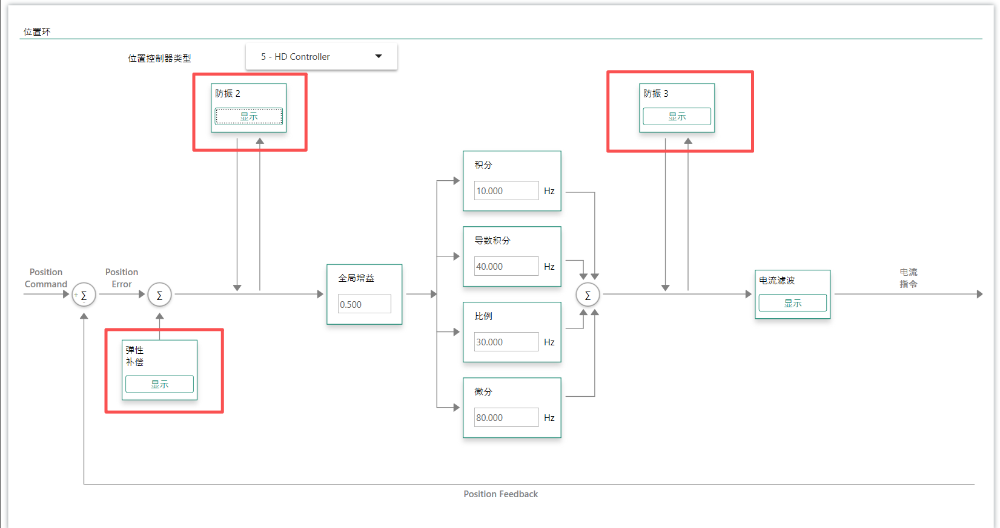 位置环
位置控制器类型
5 - HD Controller
防振 2
显示
防振 3
显示
积分
10.000
Hz
导数积分
40.000
Hz
Position
Command
Position
Error
+
Σ
-
Σ
全局增益
0.500
Σ
电流滤波
显示
电流
指令
比例
30.000
Hz
弹性
补偿
显示
微分
80.000
Hz
Position Feedback